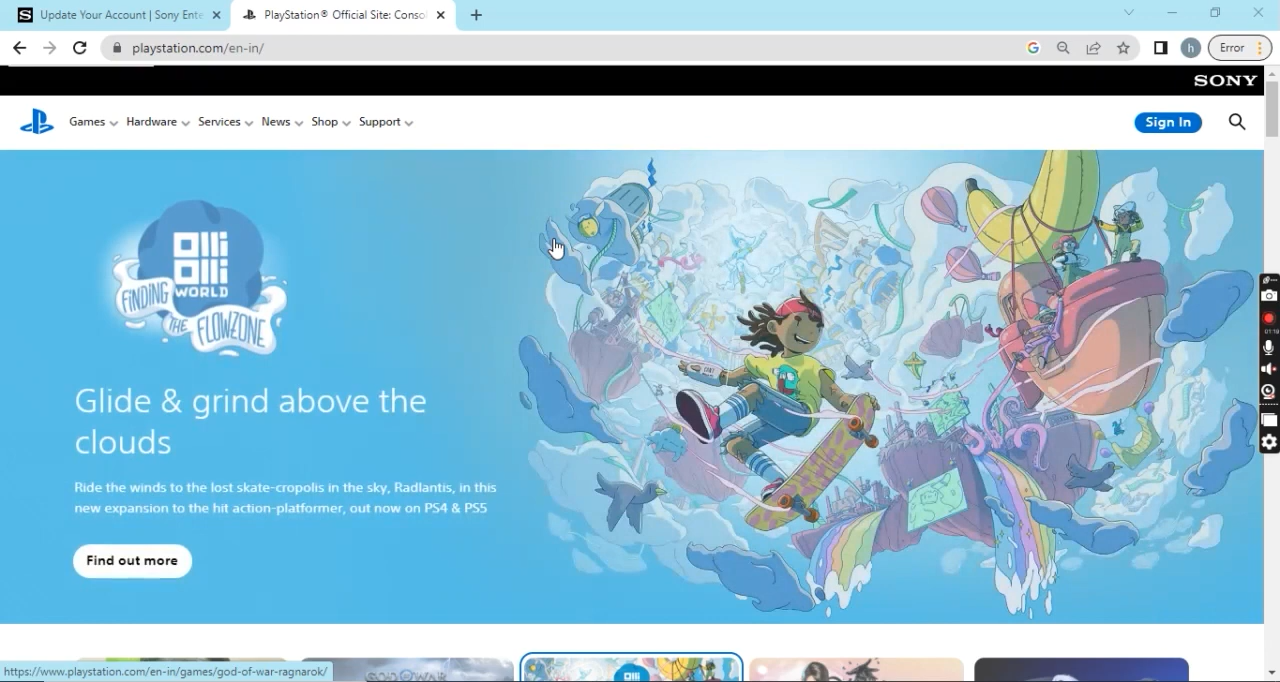 Update Your Account | Sony Ente
PlayStation® Official Site: Conso
playstation.com/en-in/
h
Error
SONY
Games
Hardware
Services
News
Shop
Support
Sign In
OlliOlli
WORLD
FINDING
THE FLOWZONE
Glide & grind above the
clouds
Ride the winds to the lost skate-cropolis in the sky, Radlantis, in this
new expansion to the hit action-platformer, out now on PS4 & PS5
Find out more
https://www.playstation.com/en-in/games/god-of-war-ragnarok/
GOD OF WAR